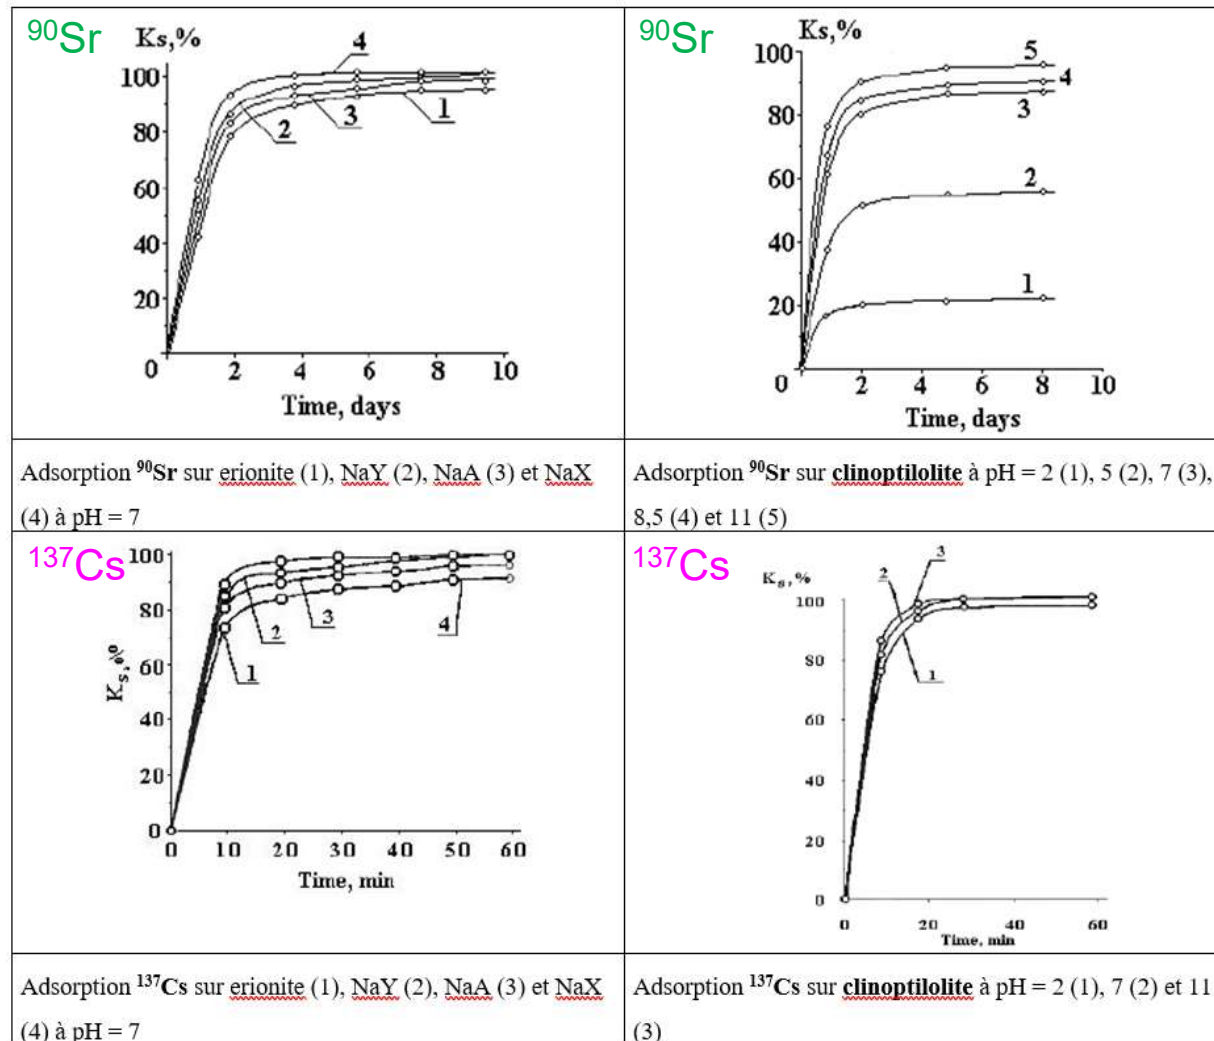 ⁹⁰Sr
Ks,%
100
80
60
40
20
0
2
4
6
8
10
Time, days
4
2
3
1
⁹⁰Sr
Ks,%
100
80
60
40
20
0
2
4
6
8
10
Time, days
5
4
3
2
1
Adsorption ⁹⁰Sr sur erionite (1), NaY (2), NaA (3) et NaX
(4) à pH = 7
Adsorption ⁹⁰Sr sur clinoptilolite à pH = 2 (1), 5 (2), 7 (3),
8,5 (4) et 11 (5)
¹³⁷Cs
100
80
60
40
20
0
Ks,%
0 10 20 30 40 50 60
Time, min
2
3
4
1
¹³⁷Cs
Ks,%
100
80
60
40
20
0
0 20 40 60
Time, min
2
3
1
Adsorption ¹³⁷Cs sur erionite (1), NaY (2), NaA (3) et NaX
(4) à pH = 7
Adsorption ¹³⁷Cs sur clinoptilolite à pH = 2 (1), 7 (2) et 11
(3)